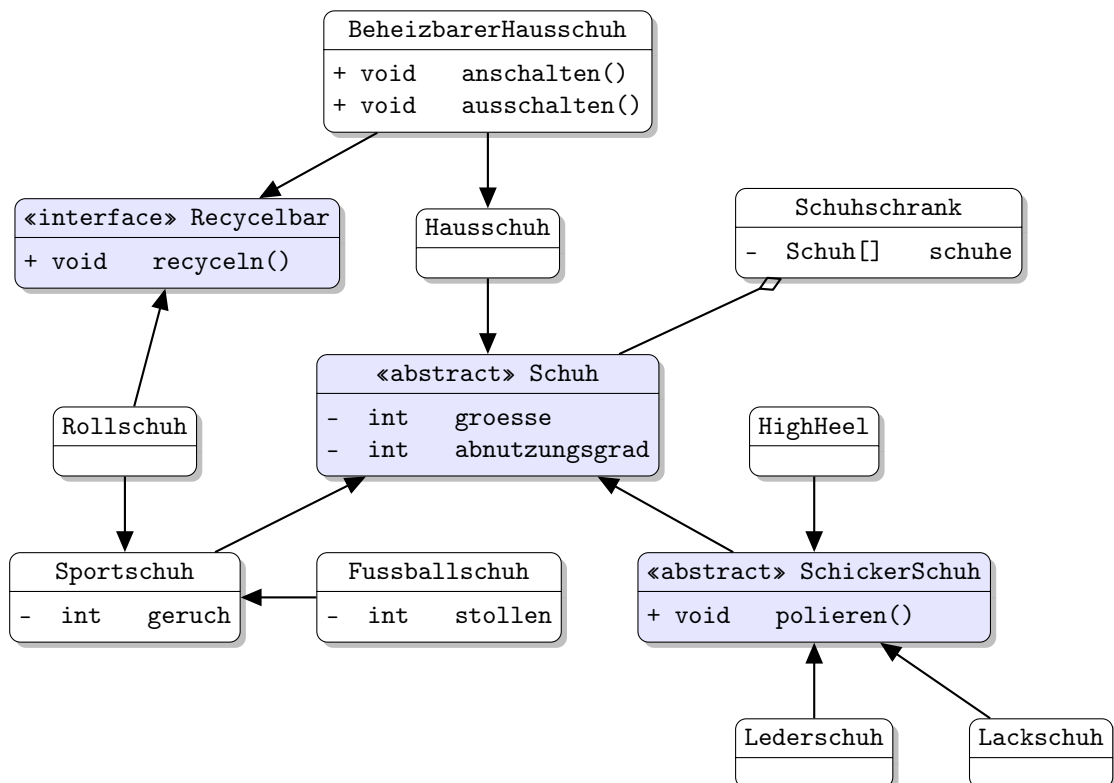 BeheizbarerHausschuh
+ void anschalten()
+ void ausschalten()
«interface» Recycelbar
+ void recyceln()
Hausschuh
Schuhschrank
- Schuh[] schuhe
«abstract» Schuh
- int groesse
- int abnutzungsgrad
Rollschuh
HighHeel
Sportschuh
- int geruch
Fussballschuh
- int stollen
«abstract» SchickerSchuh
+ void polieren()
Lederschuh
Lackschuh